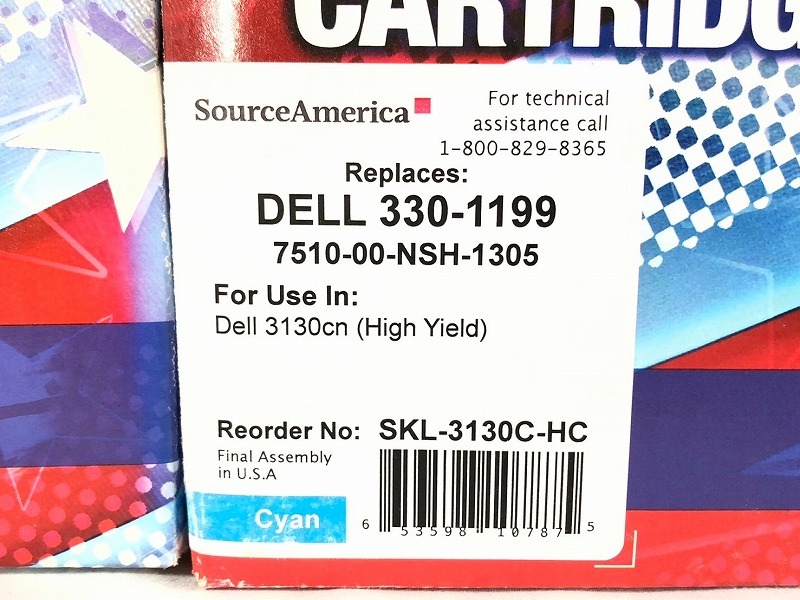 CARTRIDG
SourceAmerica
For technical
assistance call
1-800-829-8365
Replaces:
DELL 330-1199
7510-00-NSH-1305
For Use In:
Dell 3130cn (High Yield)
Reorder No: SKL-3130C-HC
Final Assembly
in U.S.A
Cyan
6 53598 10787 5